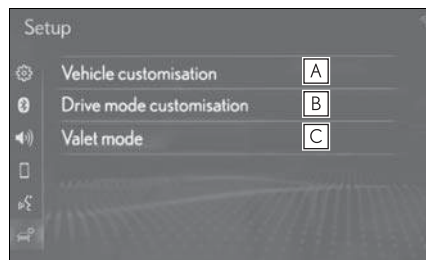 Setup
Vehicle customisation A
Drive mode customisation B
Valet mode C